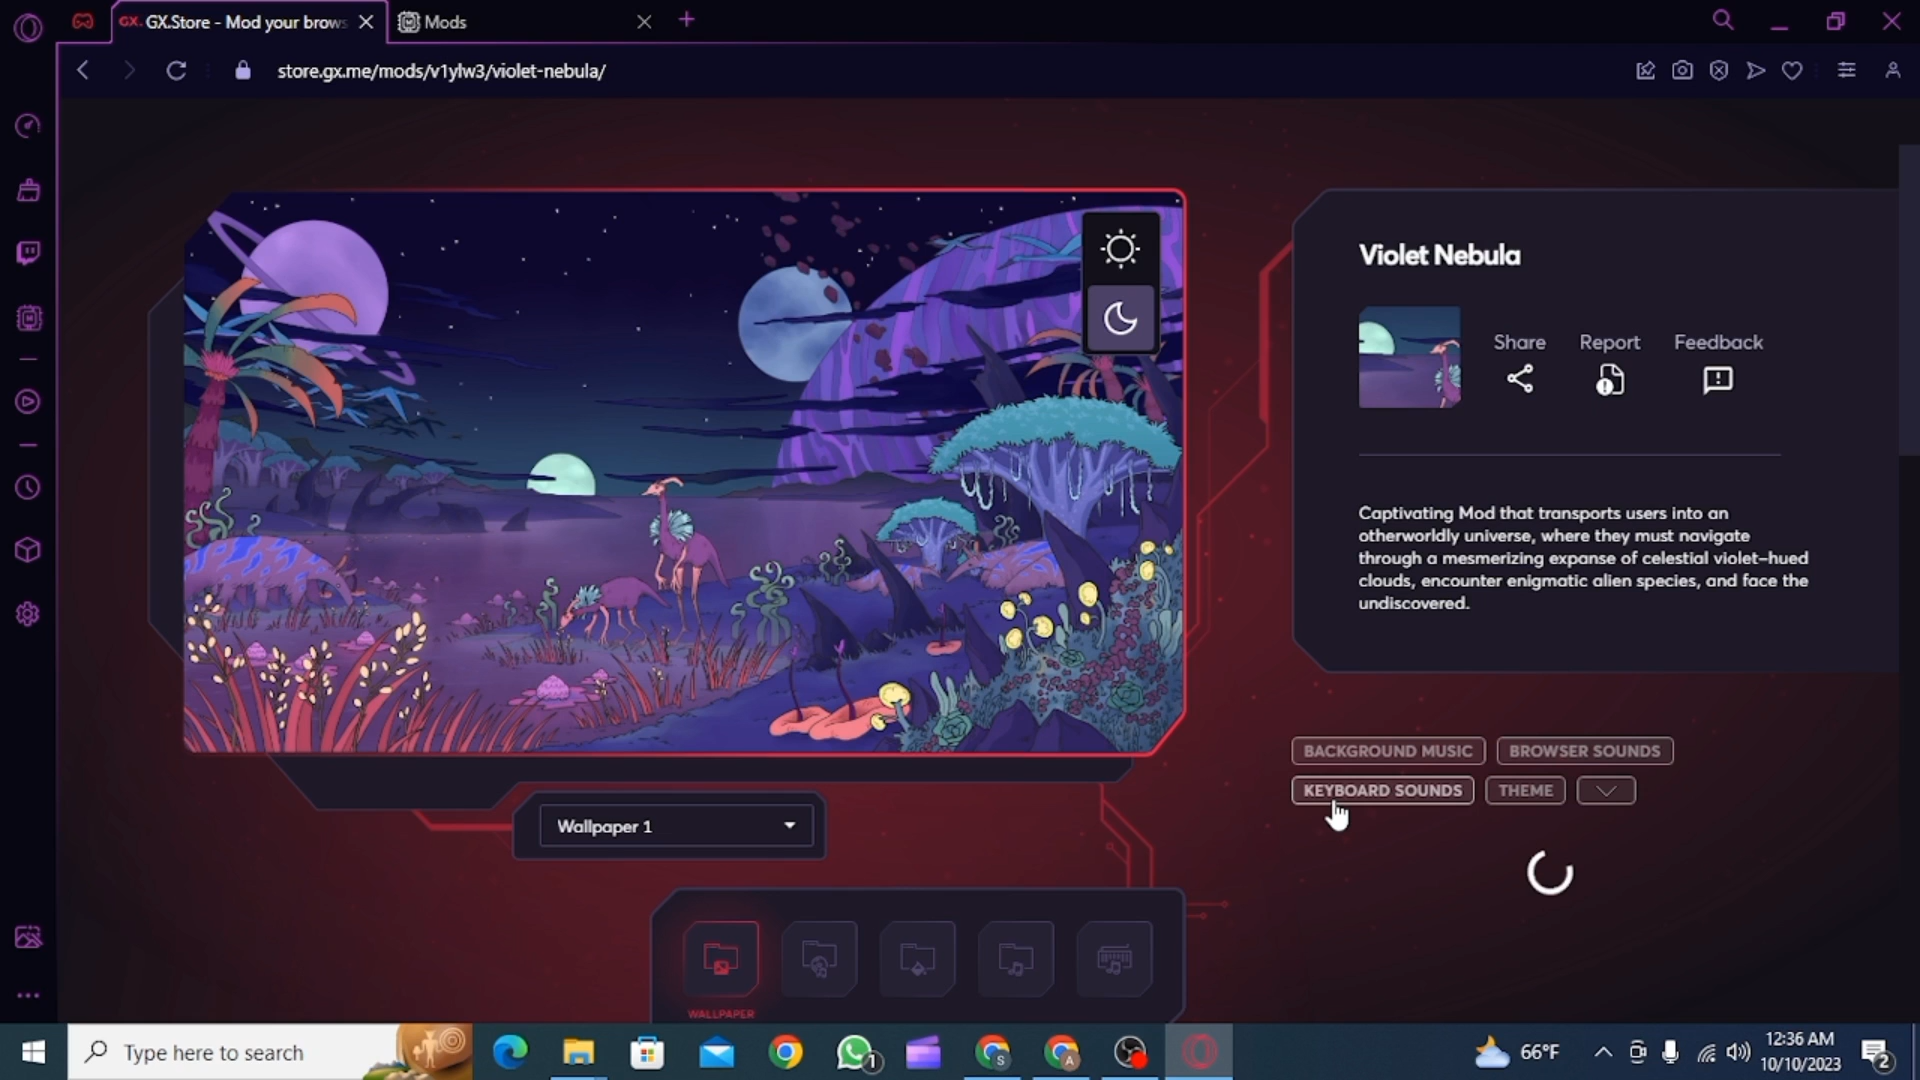 GX. GX.Store - Mod your brows
Mods
store.gx.me/mods/v1ylw3/violet-nebula/
Violet Nebula
Share Report Feedback
Captivating Mod that transports users into an
otherworldly universe, where they must navigate
through a mesmerizing expanse of celestial violet-hued
clouds, encounter enigmatic alien species, and face the
undiscovered.
BACKGROUND MUSIC BROWSER SOUNDS
KEYBOARD SOUNDS THEME
Wallpaper 1
WALLPAPER
Type here to search
1
S
A
66°F
12:36 AM
10/10/2023
2